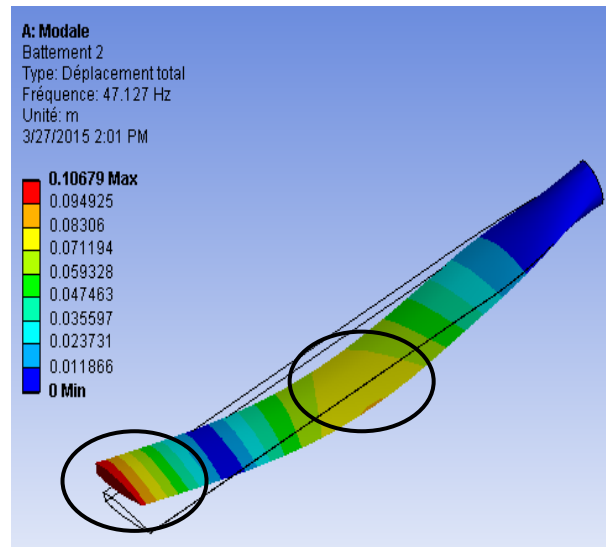 A: Modale
Battement 2
Type: Déplacement total
Fréquence: 47.127 Hz
Unité: m
3/27/2015 2:01 PM
0.10679 Max
0.094925
0.08306
0.071194
0.059328
0.047463
0.035597
0.023731
0.011866
0 Min